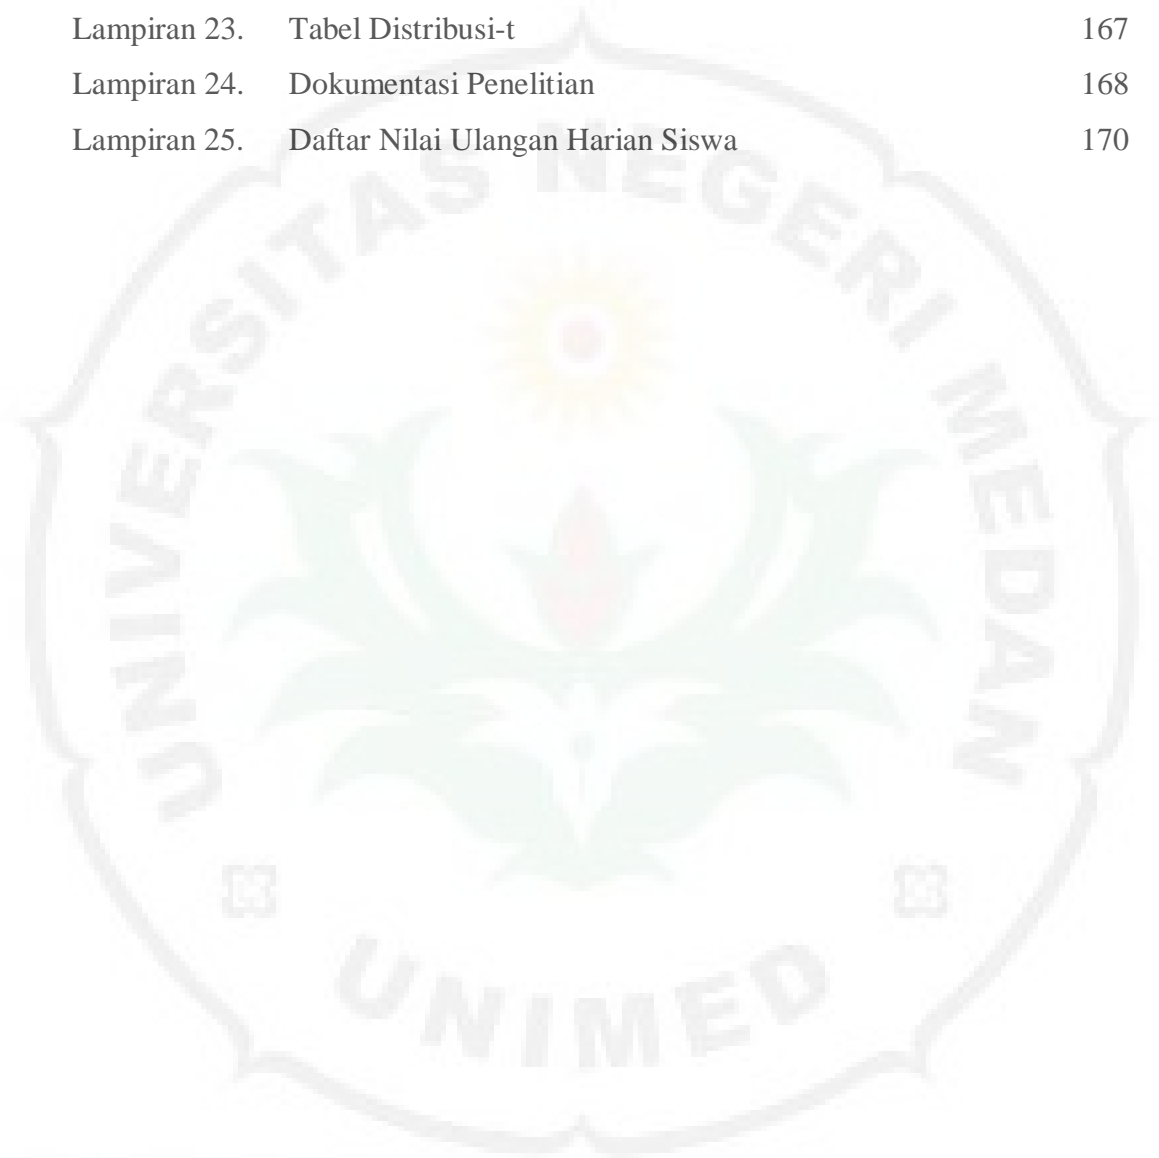 Lampiran 23. Tabel Distribusi-t 167
Lampiran 24. Dokumentasi Penelitian 168
Lampiran 25. Daftar Nilai Ulangan Harian Siswa 170
UNIVERSITAS NEGERI MEDAN
UNIMED